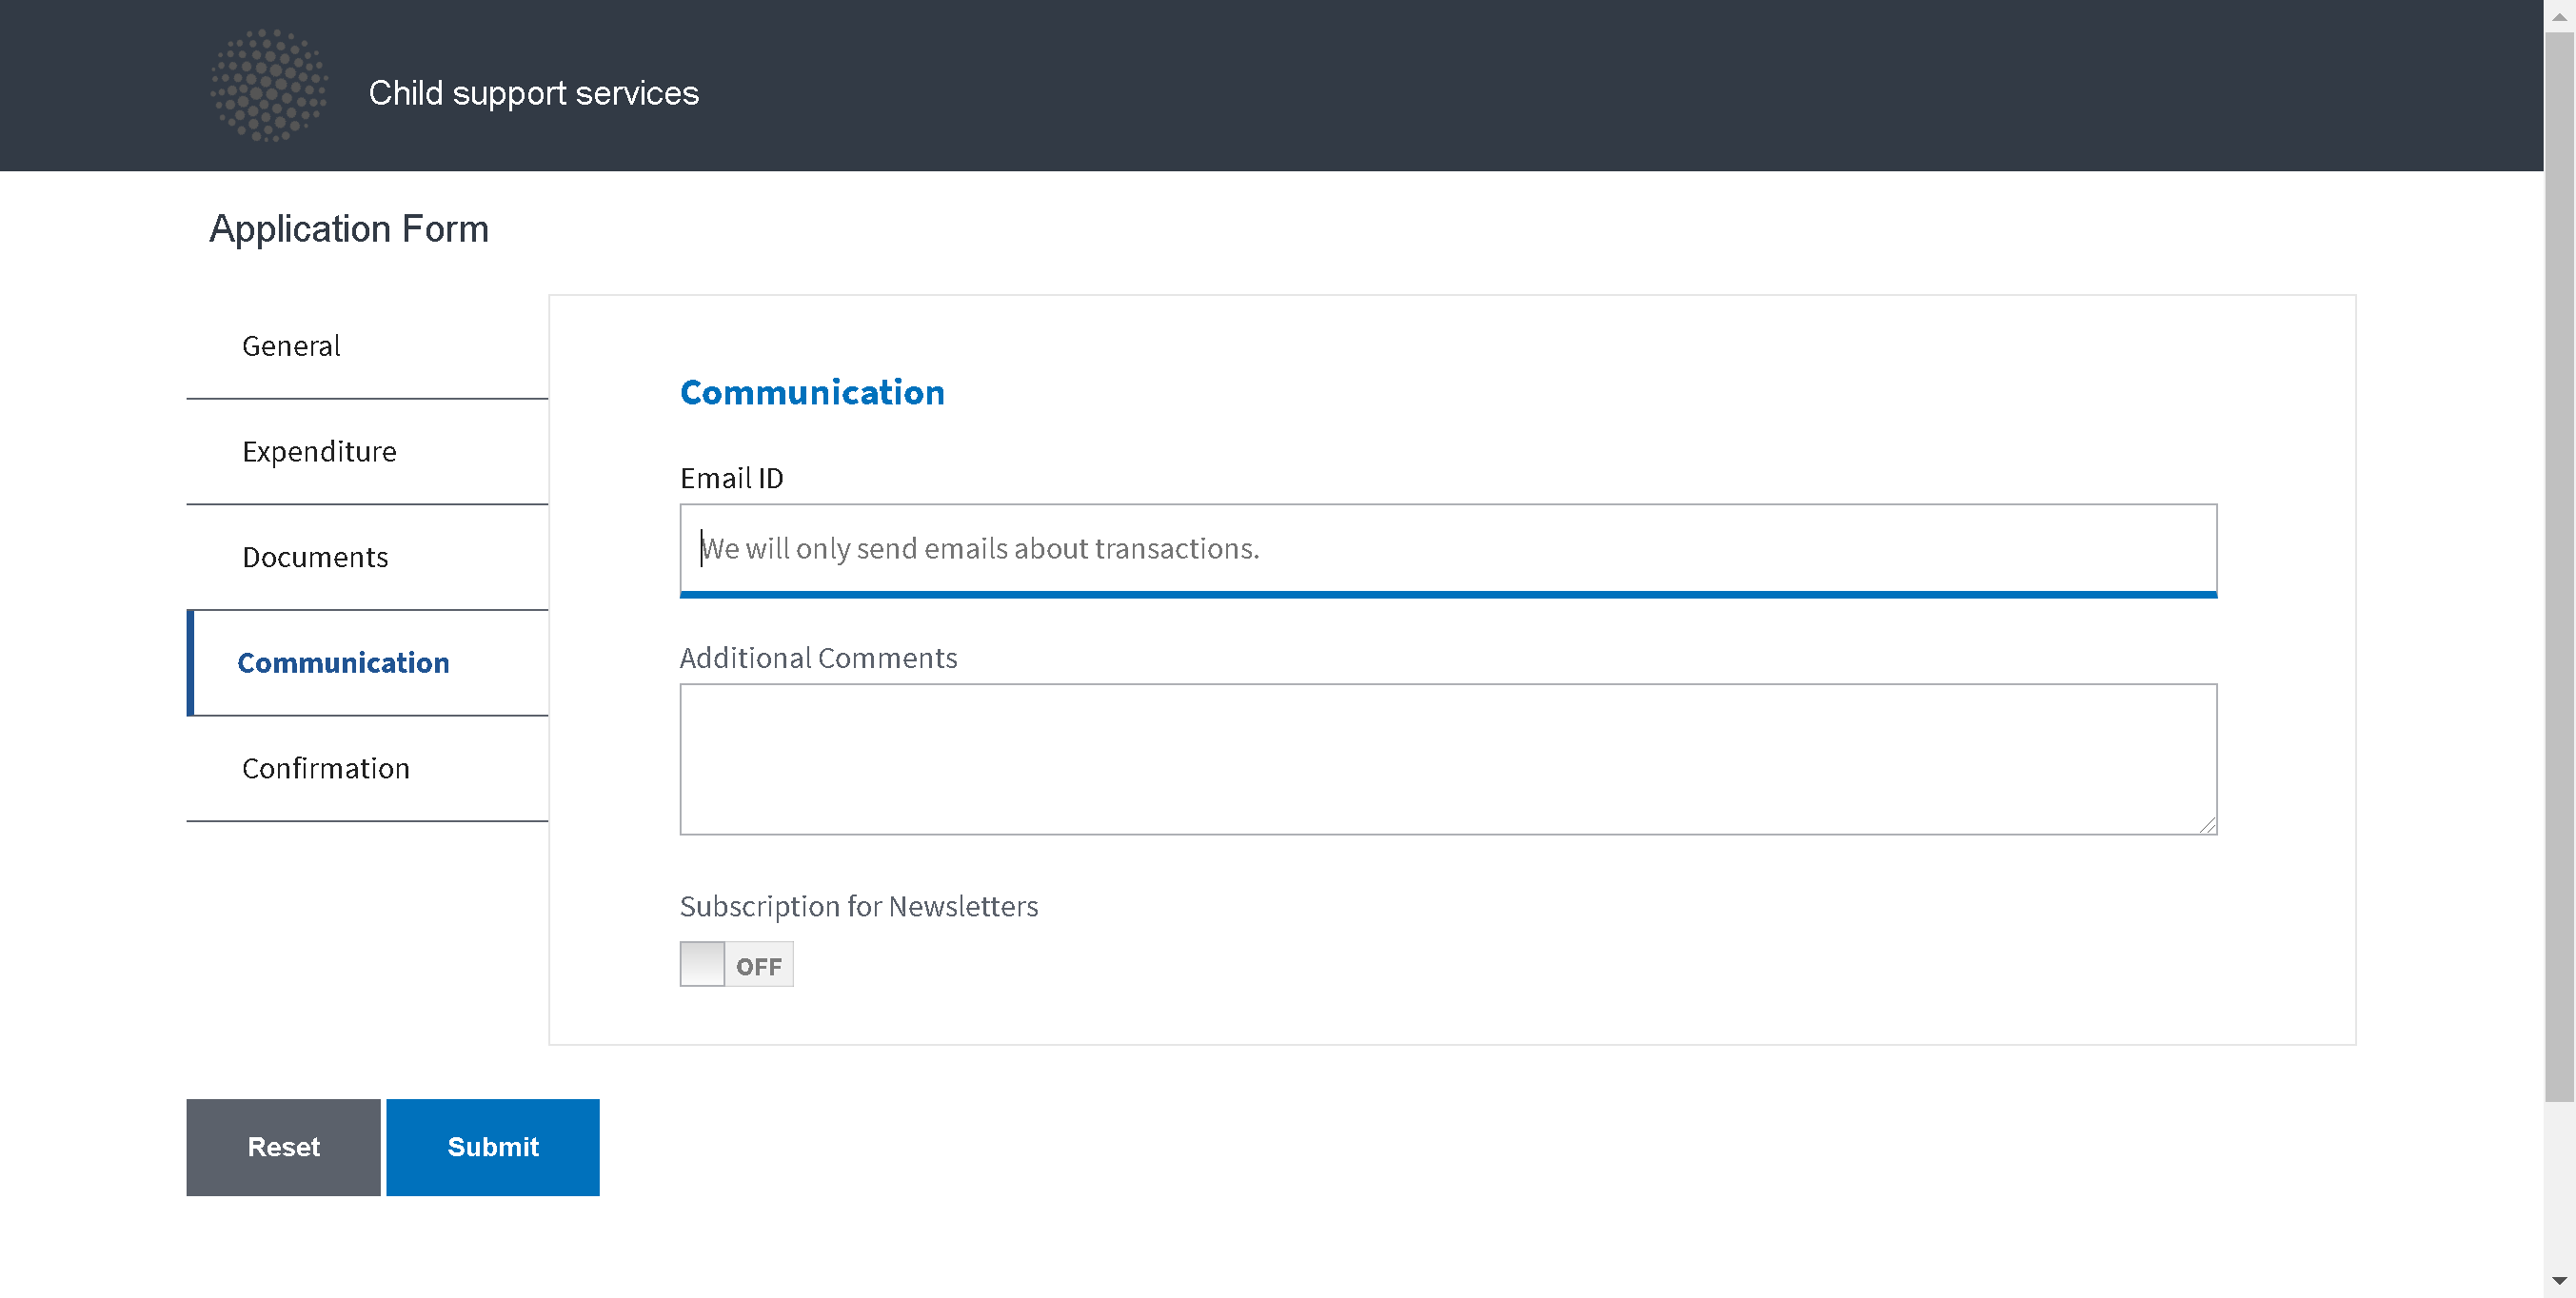 Child support services
Application Form
General
Expenditure
Documents
Communication
Confirmation
Communication
Email ID
We will only send emails about transactions.
Additional Comments
Subscription for Newsletters
OFF
Reset
Submit